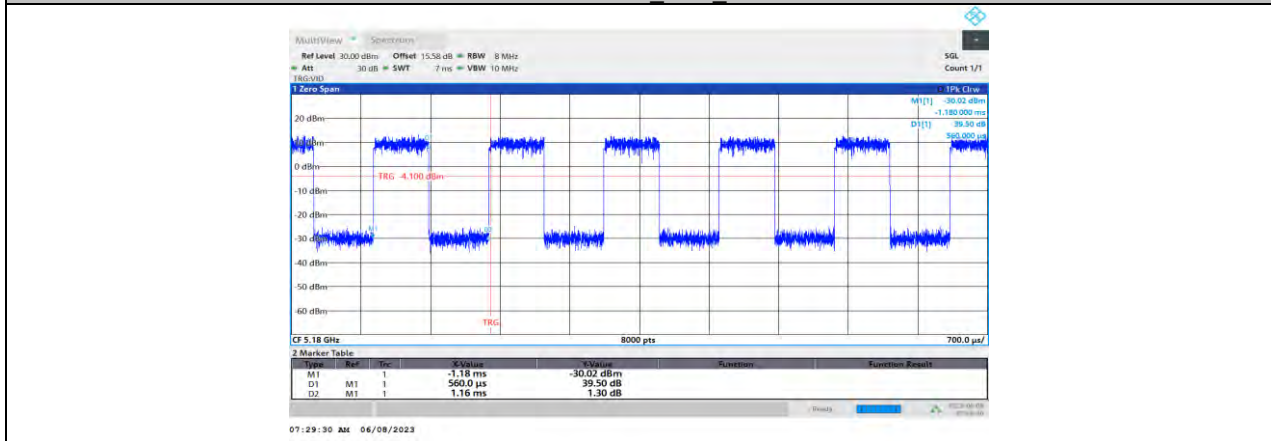 MultiView Spectrum
Ref Level 30.00 dBm Offset 15.58 dB RBW 8 MHz SGL
Att 30 dB SWT 7 ms VBW 10 MHz Count 1/1
TRG:VID
1 Zero Span 1Pk Clrw
M1[1] -30.02 dBm
-1.180 000 ms
20 dBm
D1[1] 39.50 dB
560.000 µs
0 dBm
TRG -4.100 dBm
-10 dBm
-20 dBm
M1
-30 dBm
-40 dBm
-50 dBm
-60 dBm
TRG
CF 5.18 GHz 8000 pts 700.0 µs/
2 Marker Table
Type Ref Trc X-Value Y-Value Function Function Result
M1 1 -1.18 ms -30.02 dBm
D1 M1 1 560.0 µs 39.50 dB
D2 M1 1 1.16 ms 1.30 dB
Ready
07:29:30 AM 06/08/2023